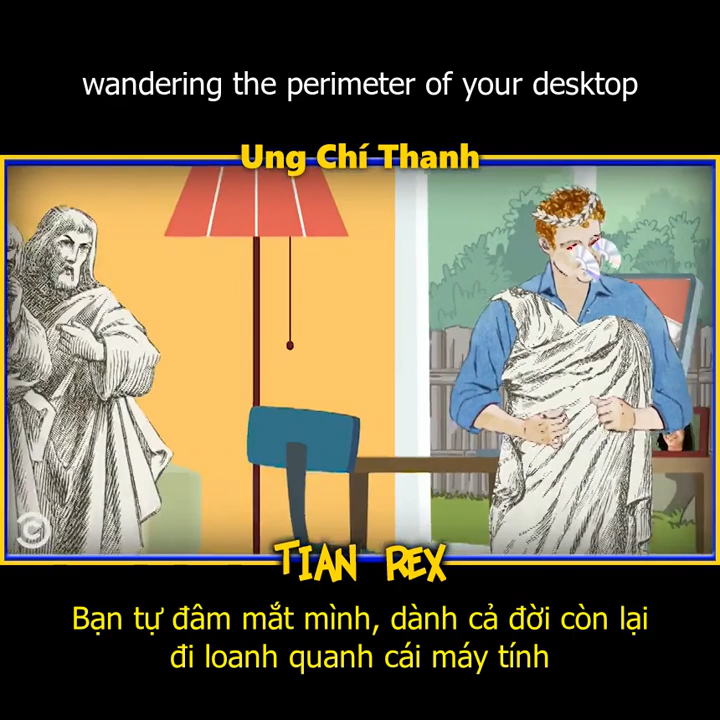 wandering the perimeter of your desktop
Ung Chí Thanh
TIAN REX
Bạn tự đâm mắt mình, dành cả đời còn lại
đi loanh quanh cái máy tính